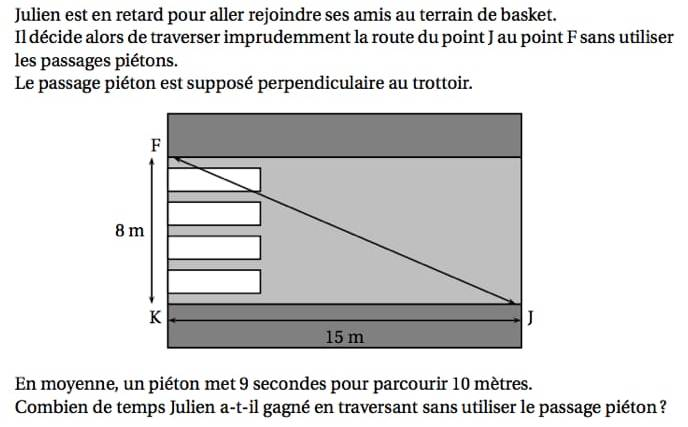 Julien est en retard pour aller rejoindre ses amis au terrain de basket.
Il décide alors de traverser imprudemment la route du point J au point F sans utiliser
les passages piétons.
Le passage piéton est supposé perpendiculaire au trottoir.
F
8 m
K
J
15 m
En moyenne, un piéton met 9 secondes pour parcourir 10 mètres.
Combien de temps Julien a-t-il gagné en traversant sans utiliser le passage piéton ?